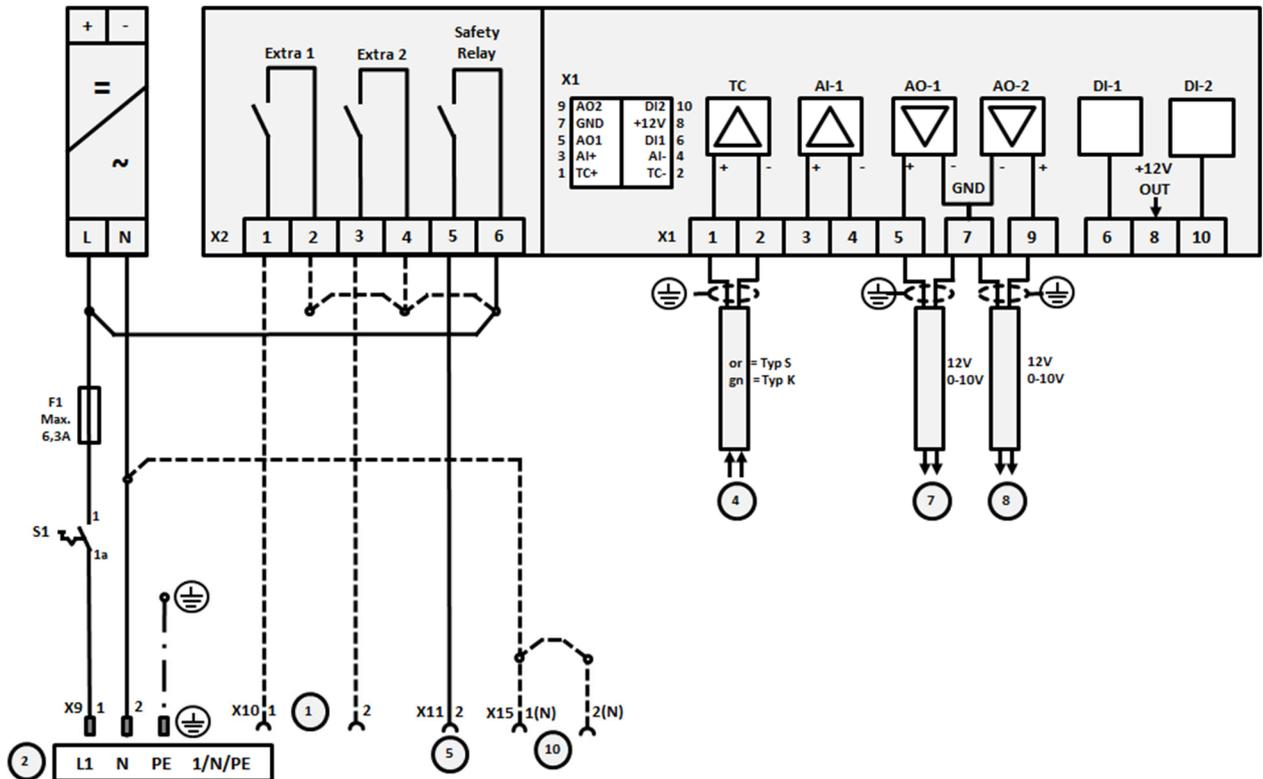 + -
=
~
L N
Extra 1 Extra 2 Safety
Relay
X2 1 2 3 4 5 6
X1
9 AO2 DI2 10
7 GND +12V 8
5 AO1 DI1 6
3 AI+ AI- 4
1 TC+ TC- 2
TC AI-1 AO-1 AO-2 DI-1 DI-2
+ - + - + - - +
GND
+12V
OUT
X1 1 2 3 4 5 7 9 6 8 10
F1
Max.
6,3A
or = Typ S
gn = Typ K
12V
0-10V
12V
0-10V
4 7 8
S1 1
1a
X9 1 2
X10 1 1 2
X11 2
X15 1(N) 2(N)
5 10
2 L1 N PE 1/N/PE